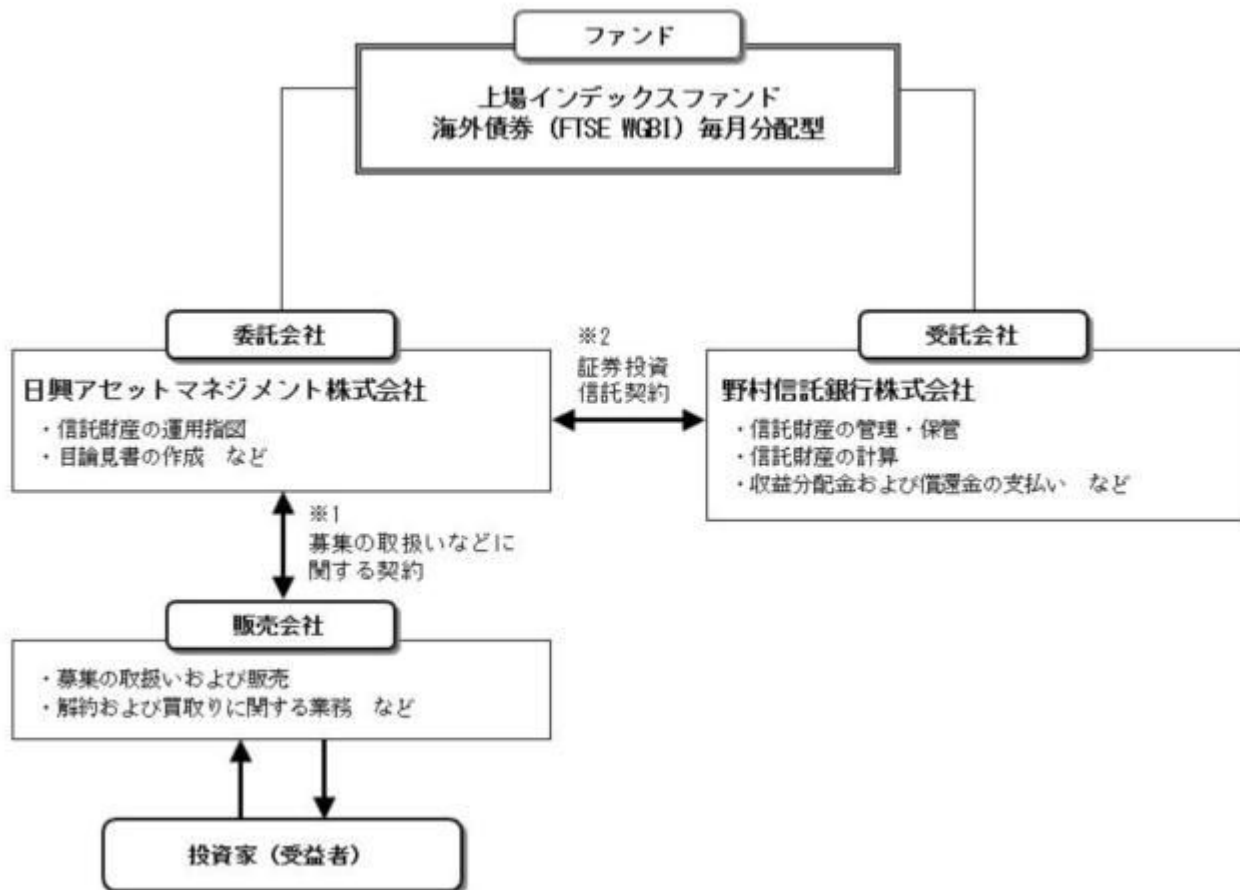 ファンド
上場インデックスファンド
海外債券（FTSE WGBI）毎月分配型
委託会社
日興アセットマネジメント株式会社
・信託財産の運用指図
・目論見書の作成　など
※2
証券投資
信託契約
受託会社
野村信託銀行株式会社
・信託財産の管理・保管
・信託財産の計算
・収益分配金および償還金の支払い　など
※1
募集の取扱いなどに
関する契約
販売会社
・募集の取扱いおよび販売
・解約および買取りに関する業務　など
投資家（受益者）